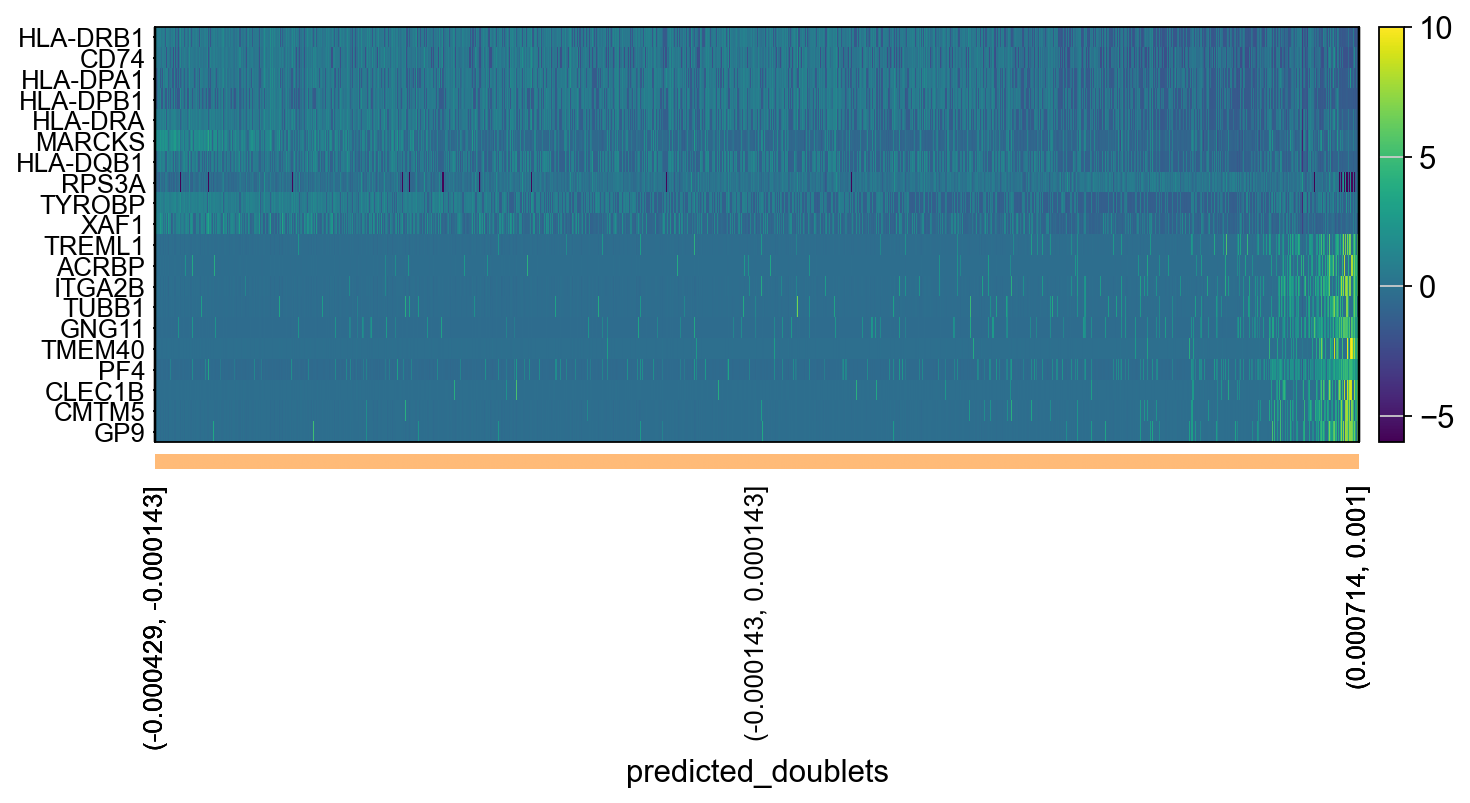 HLA-DRB1
CD74
HLA-DPA1
HLA-DPB1
HLA-DRA
MARCKS
HLA-DQB1
RPS3A
TYROBP
XAF1
TREML1
ACRBP
ITGA2B
TUBB1
GNG11
TMEM40
PF4
CLEC1B
CMTM5
GP9
10
5
0
−5
(-0.000429, -0.000143]
(-0.000143, 0.000143]
(0.000714, 0.001]
predicted_doublets